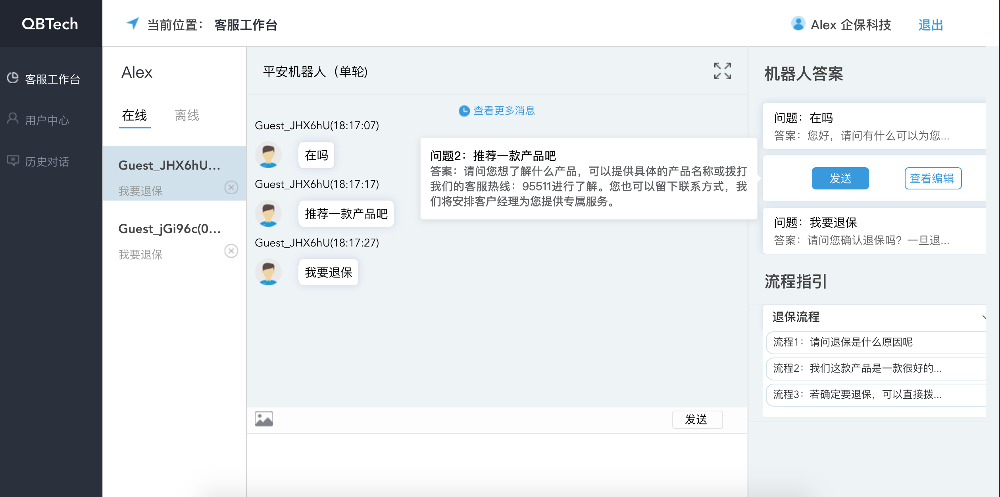 QBTech
当前位置： 客服工作台
Alex 企保科技
退出
客服工作台
用户中心
历史对话
Alex
在线
离线
Guest_JHX6hU...
我要退保
Guest_jGi96c(0...
我要退保
平安机器人（单轮）
查看更多消息
Guest_JHX6hU(18:17:07)
在吗
Guest_JHX6hU(18:17:17)
推荐一款产品吧
Guest_JHX6hU(18:17:27)
我要退保
发送
问题2：推荐一款产品吧
答案：请问您想了解什么产品，可以提供具体的产品名称或拨打
我们的客服热线：95511进行了解。您也可以留下联系方式，我
们将安排客户经理为您提供专属服务。
机器人答案
问题：在吗
答案：您好，请问有什么可以为您...
发送
查看编辑
问题：我要退保
答案：请问您确认退保吗？一旦退...
流程指引
退保流程
流程1：请问退保是什么原因呢
流程2：我们这款产品是一款很好的...
流程3：若确定要退保，可以直接拨...